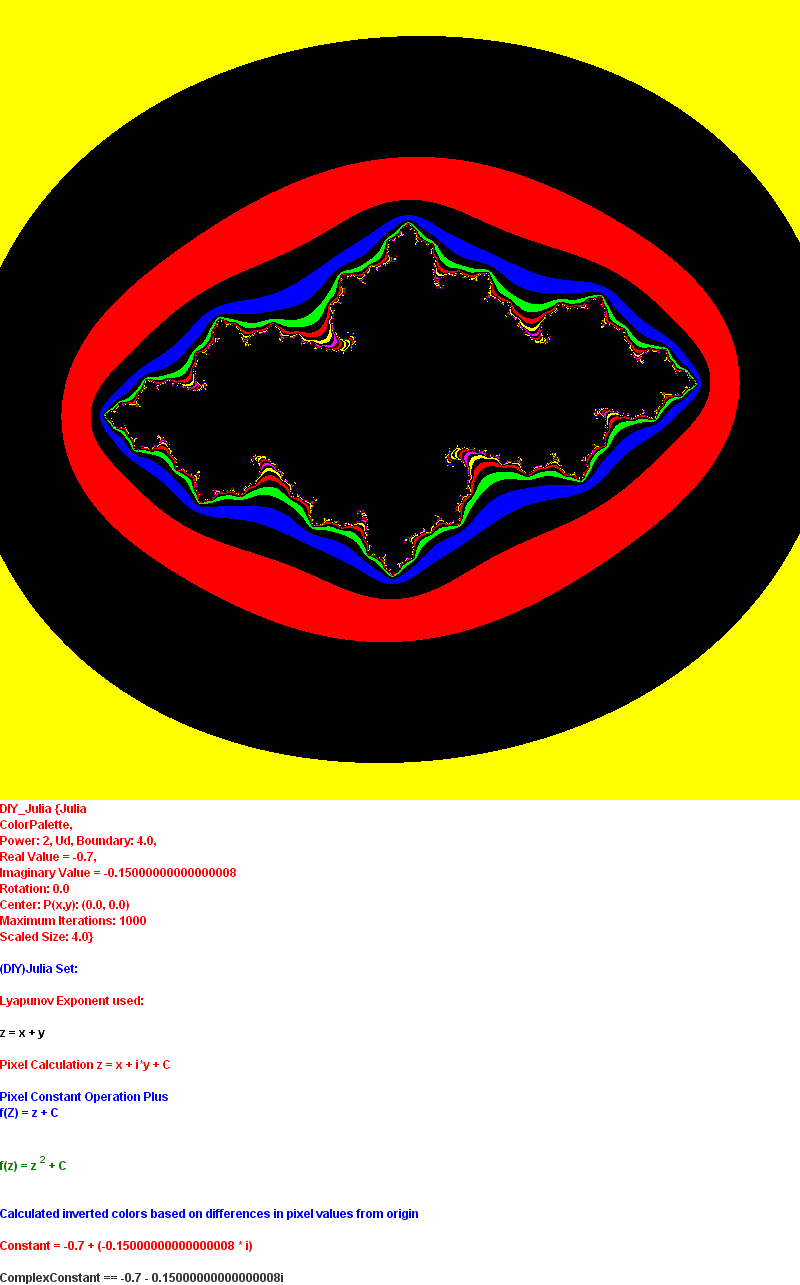 DIY_Julia {Julia
ColorPalette,
Power: 2, Ud, Boundary: 4.0,
Real Value = -0.7,
Imaginary Value = -0.15000000000000008
Rotation: 0.0
Center: P(x,y): (0.0, 0.0)
Maximum Iterations: 1000
Scaled Size: 4.0}
(DIY)Julia Set:
Lyapunov Exponent used:
z = x + y
Pixel Calculation z = x + i*y + C
Pixel Constant Operation Plus
f(Z) = z + C
f(z) = z 2 + C
Calculated inverted colors based on differences in pixel values from origin
Constant = -0.7 + (-0.15000000000000008 * i)
ComplexConstant == -0.7 - 0.15000000000000008i